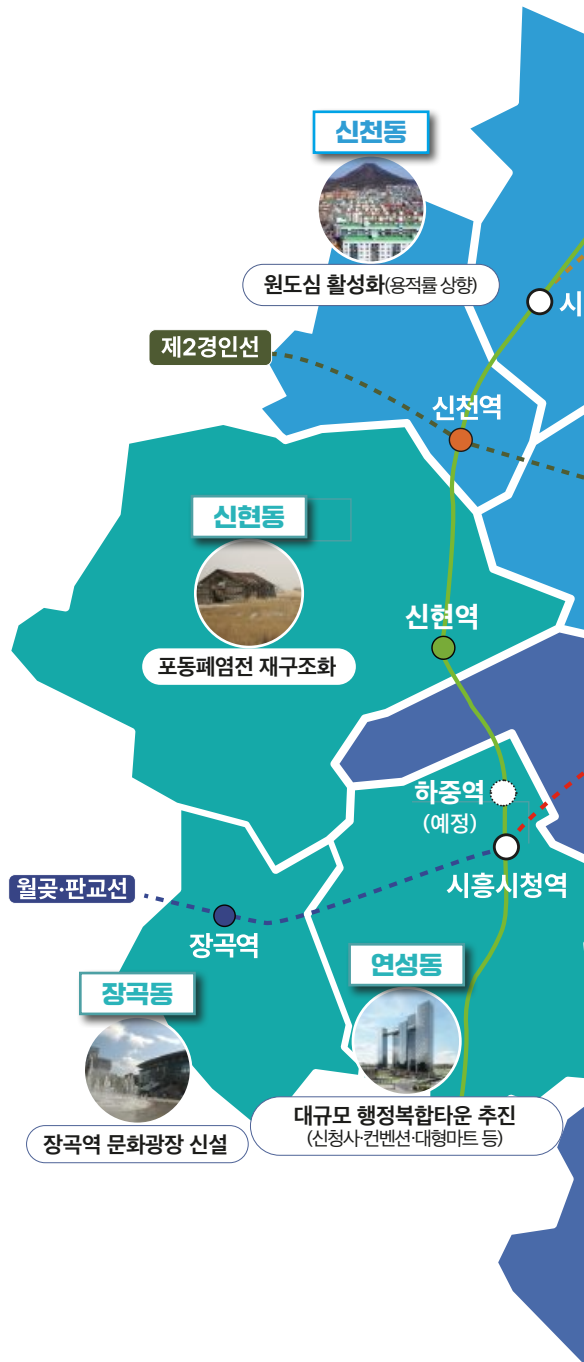 신천동
원도심 활성화(용적률 상향)
시
제2경인선
신천역
신현동
신현역
포동폐염전 재구조화
하중역
(예정)
월곶·판교선
시흥시청역
장곡역
연성동
장곡동
대규모 행정복합타운 추진
(신청사·컨벤션·대형마트 등)
장곡역 문화광장 신설